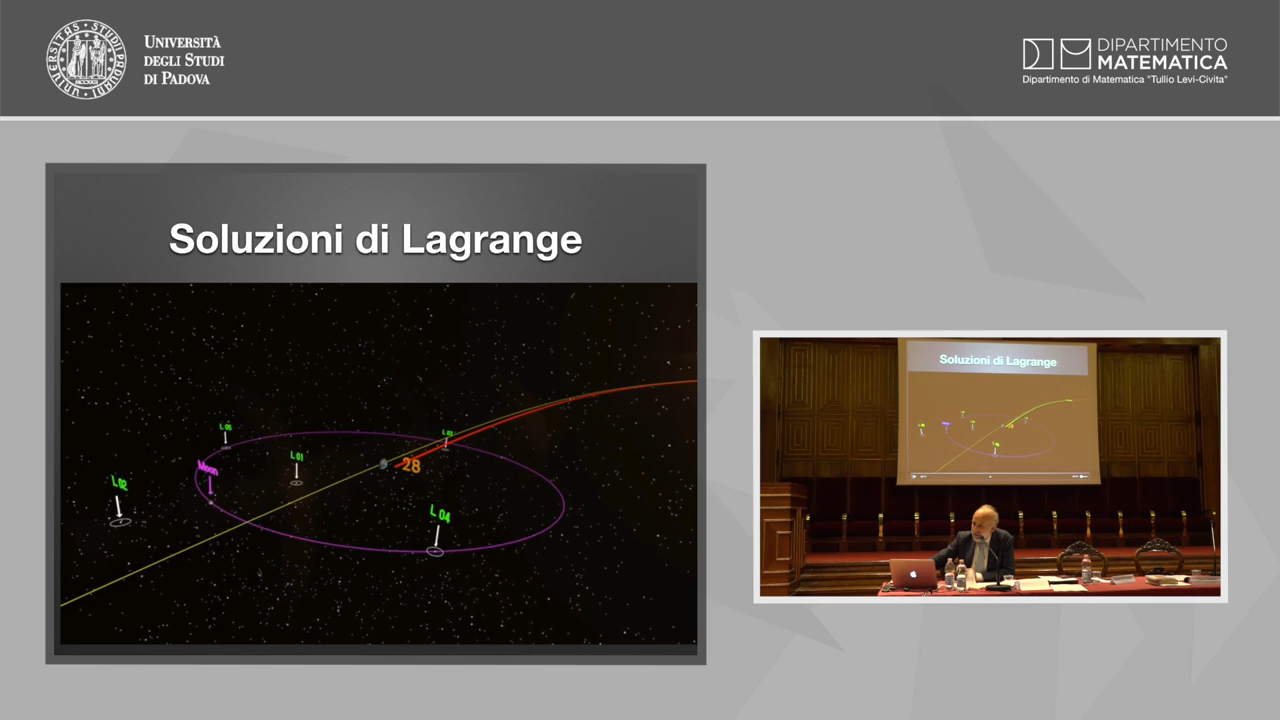 UNIVERSITÀ
DEGLI STUDI
DI PADOVA
DIPARTIMENTO
MATEMATICA
Dipartimento di Matematica "Tullio Levi-Civita"
Soluzioni di Lagrange
L 05
L 03
L 01
28
Moon
L 02
L 04
Soluzioni di Lagrange